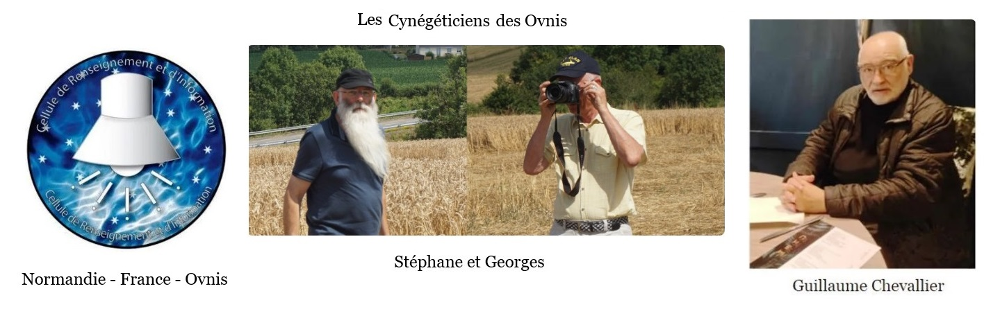 Les Cynégéticiens des Ovnis
Cellule de Renseignement et d'Information
Cellule de Renseignement et d'Information
Normandie - France - Ovnis
Stéphane et Georges
Guillaume Chevallier